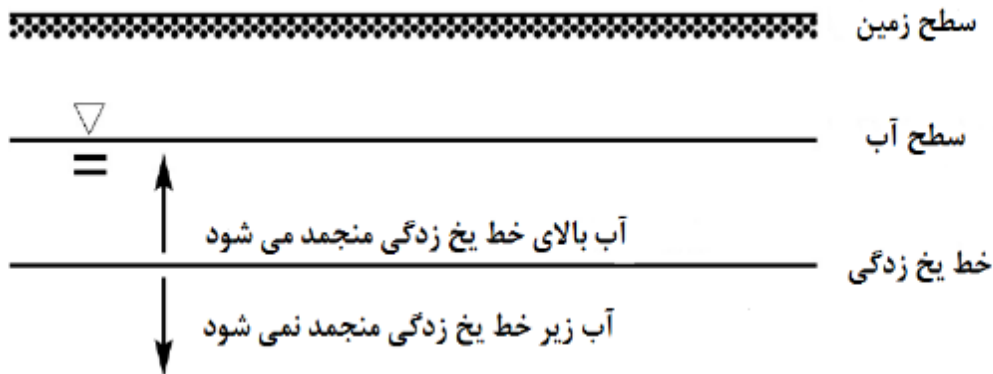 سطح زمین
سطح آب
آب بالای خط یخ زدگی منجمد می شود
خط یخ زدگی
آب زیر خط یخ زدگی منجمد نمی شود